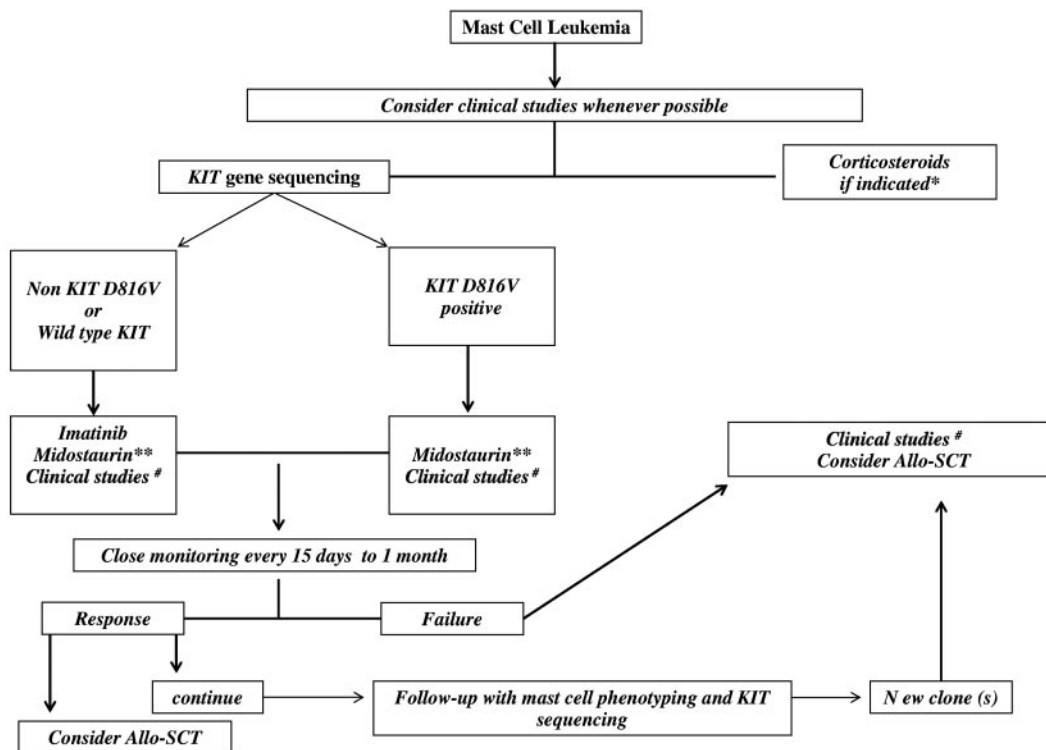 Mast Cell Leukemia
Consider clinical studies whenever possible
KIT gene sequencing
Corticosteroids
if indicated*
Non KIT D816V
or
Wild type KIT
KIT D816V
positive
Imatinib
Midostaurin**
Clinical studies #
Midostaurin**
Clinical studies #
Clinical studies #
Consider Allo-SCT
Close monitoring every 15 days to 1 month
Response
Failure
continue
Follow-up with mast cell phenotyping and KIT
sequencing
N ew clone (s)
Consider Allo-SCT